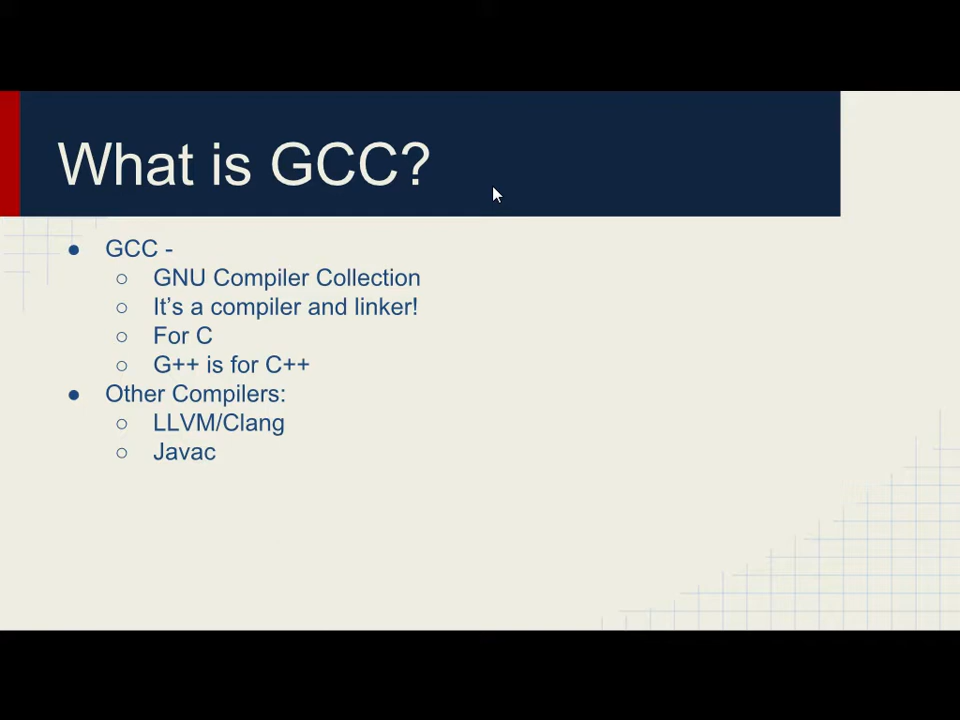 What is GCC?
● GCC -
○ GNU Compiler Collection
○ It's a compiler and linker!
○ For C
○ G++ is for C++
● Other Compilers:
○ LLVM/Clang
○ Javac